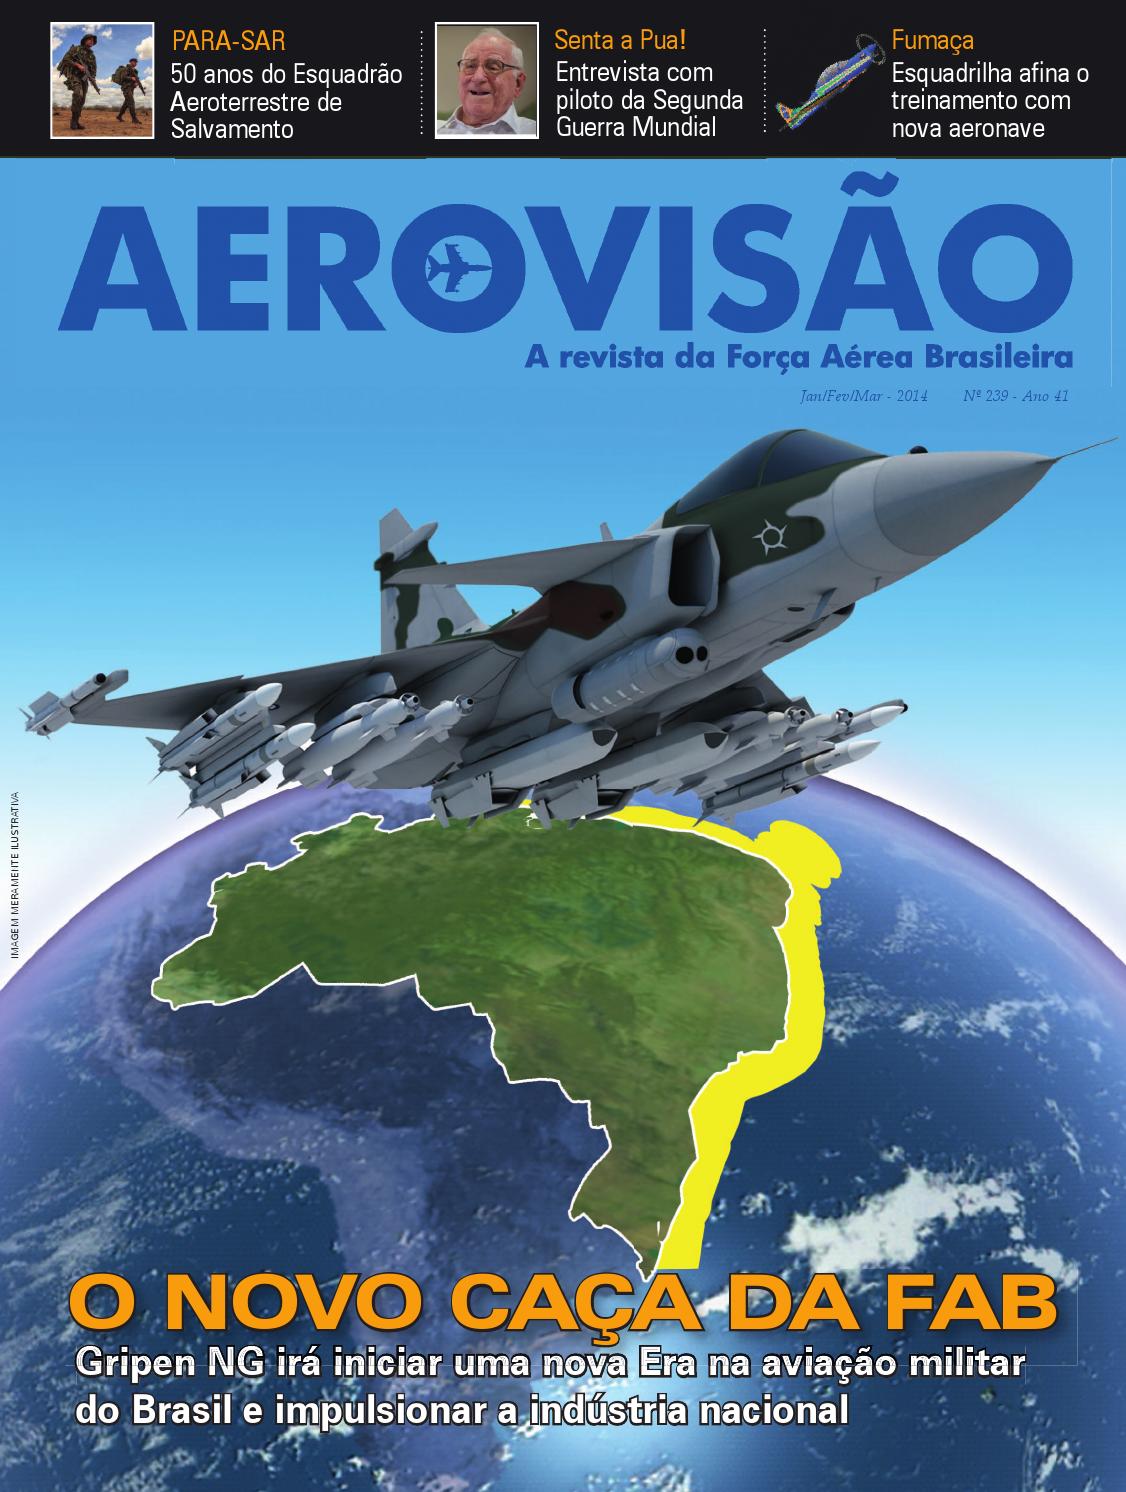 PARA-SAR
50 anos do Esquadrão
Aeroterrestre de
Salvamento
Senta a Pua!
Entrevista com
piloto da Segunda
Guerra Mundial
Fumaça
Esquadrilha afina o
treinamento com
nova aeronave
AEROVISÃO
A revista da Força Aérea Brasileira
Jan/Fev/Mar - 2014 Nº 239 - Ano 41
IMAGEM MERAMENTE ILUSTRATIVA
O NOVO CAÇA DA FAB
Gripen NG irá iniciar uma nova Era na aviação militar
do Brasil e impulsionar a indústria nacional